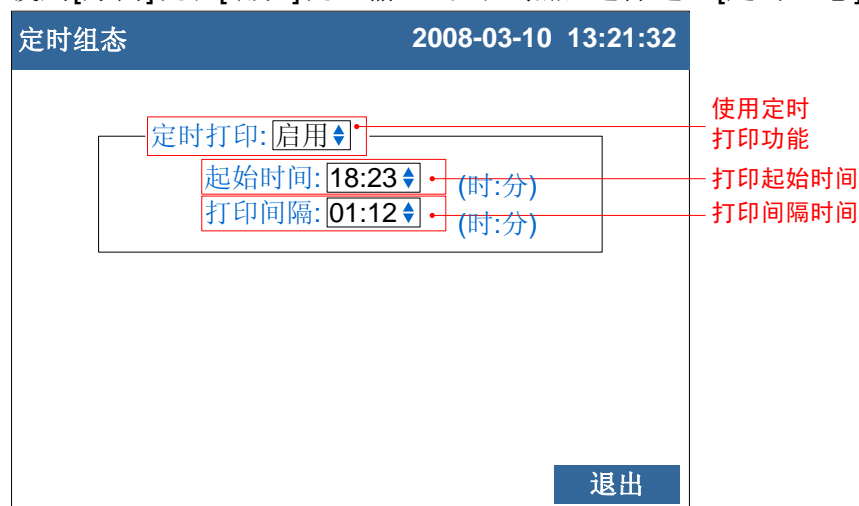 定时组态 2008-03-10 13:21:32
定时打印: 启用
起始时间: 18:23 (时:分)
打印间隔: 01:12 (时:分)
使用定时
打印功能
打印起始时间
打印间隔时间
退出